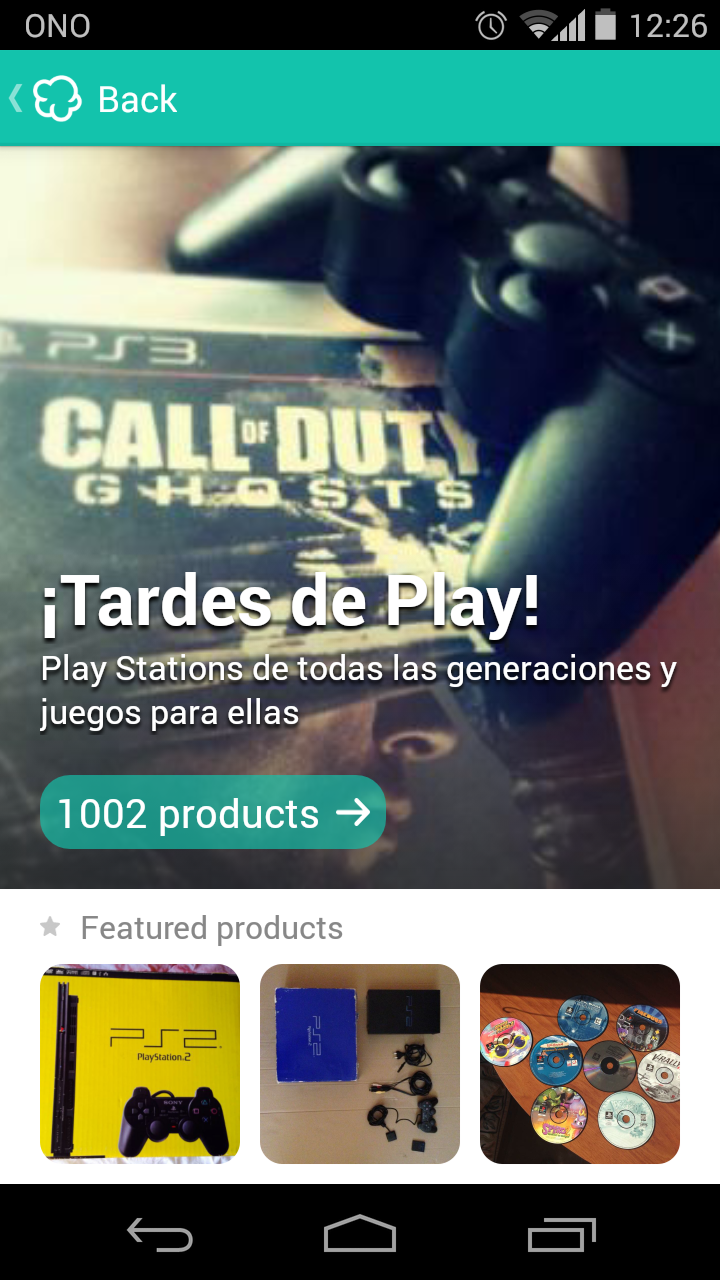 ONO
12:26
Back
PS3
CALL OF DUTY
GHOSTS
¡Tardes de Play!
Play Stations de todas las generaciones y
juegos para ellas
1002 products
Featured products
PS2
PlayStation.2
SONY
PS2
V-RALLY